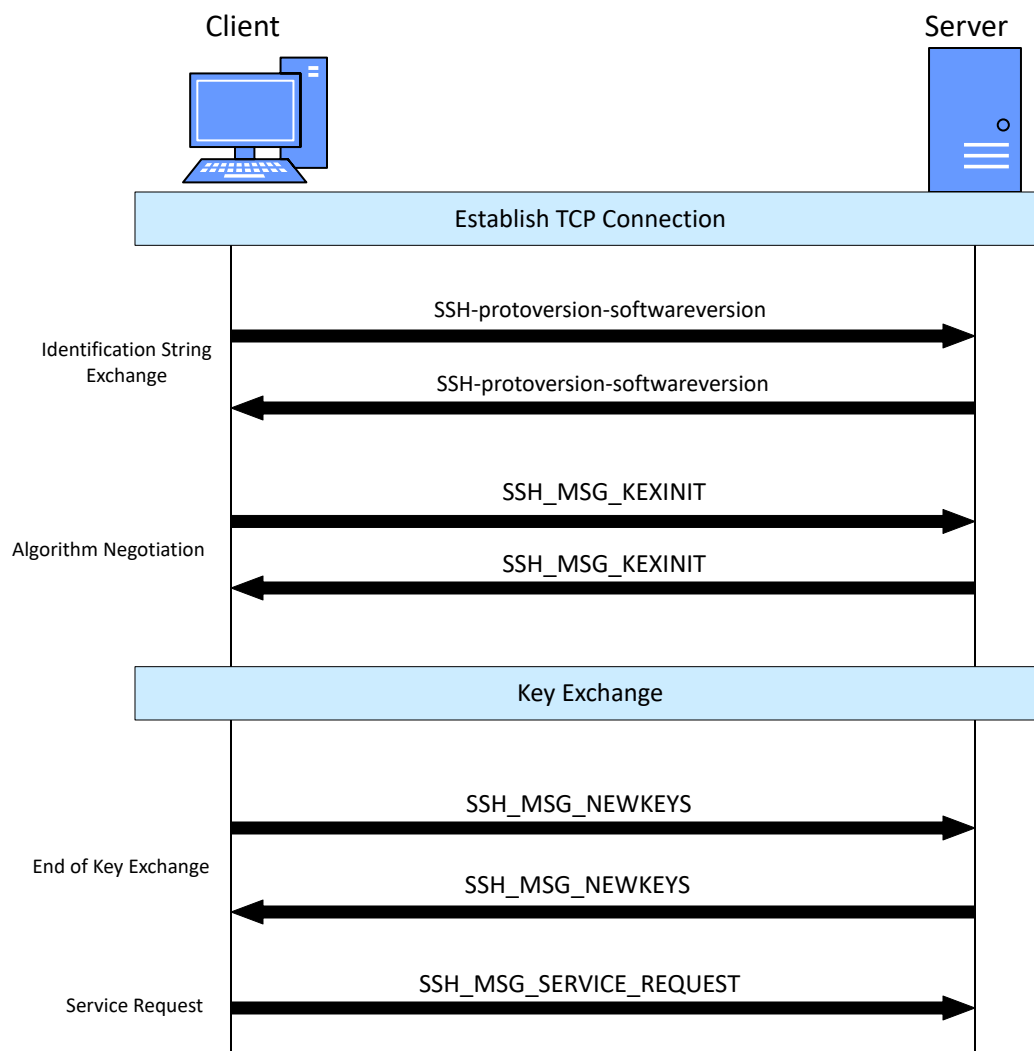 Client
Server
Establish TCP Connection
SSH-protoversion-softwareversion
Identification String
Exchange
SSH-protoversion-softwareversion
SSH_MSG_KEXINIT
Algorithm Negotiation
SSH_MSG_KEXINIT
Key Exchange
SSH_MSG_NEWKEYS
End of Key Exchange
SSH_MSG_NEWKEYS
SSH_MSG_SERVICE_REQUEST
Service Request